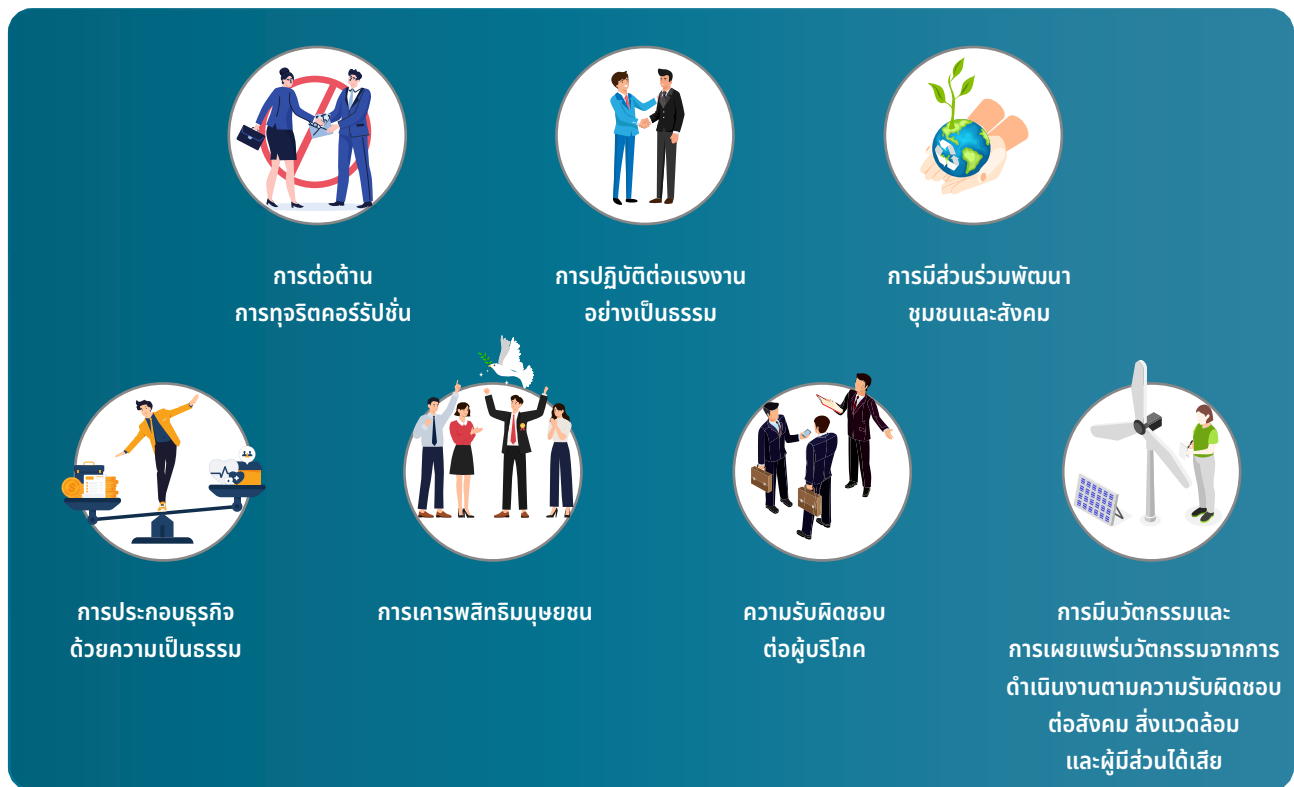 การต่อต้าน
การทุจริตคอร์รัปชั่น
การปฏิบัติต่อแรงงาน
อย่างเป็นธรรม
การมีส่วนร่วมพัฒนา
ชุมชนและสังคม
การประกอบธุรกิจ
ด้วยความเป็นธรรม
การเคารพสิทธิมนุษยชน
ความรับผิดชอบ
ต่อผู้บริโภค
การมีนวัตกรรมและ
การเผยแพร่นวัตกรรมจากการ
ดำเนินงานตามความรับผิดชอบ
ต่อสังคม สิ่งแวดล้อม
และผู้มีส่วนได้เสีย